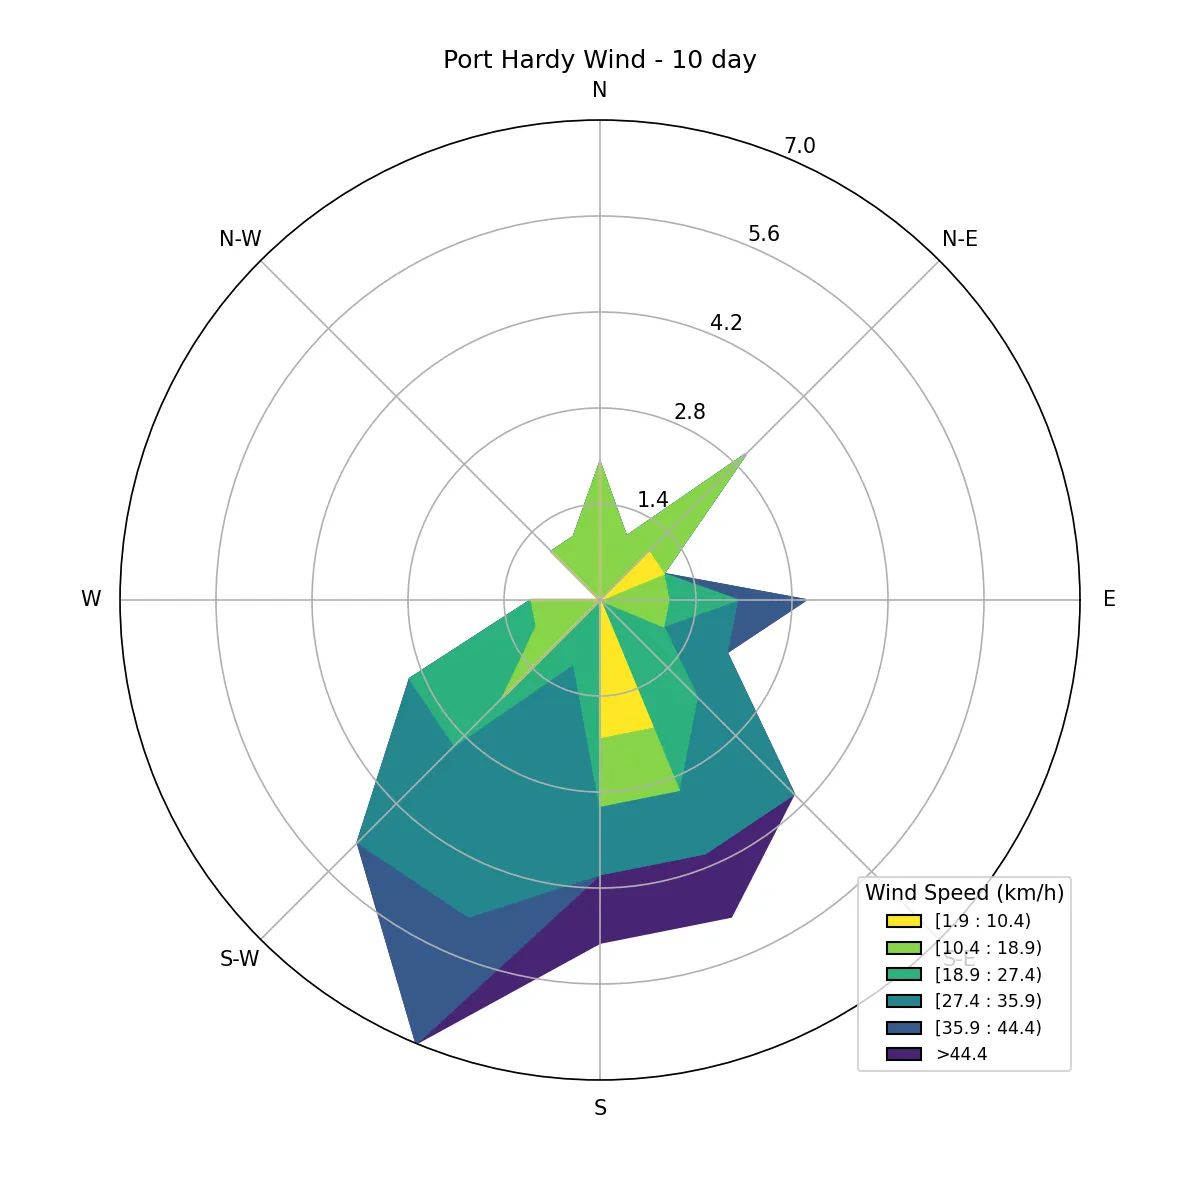 Port Hardy Wind - 10 day
N
7.0
N-W
5.6
N-E
4.2
2.8
1.4
W
E
Wind Speed (km/h)
[1.9 : 10.4)
[10.4 : 18.9)
S-W
S-E
[18.9 : 27.4)
[27.4 : 35.9)
[35.9 : 44.4)
>44.4
S